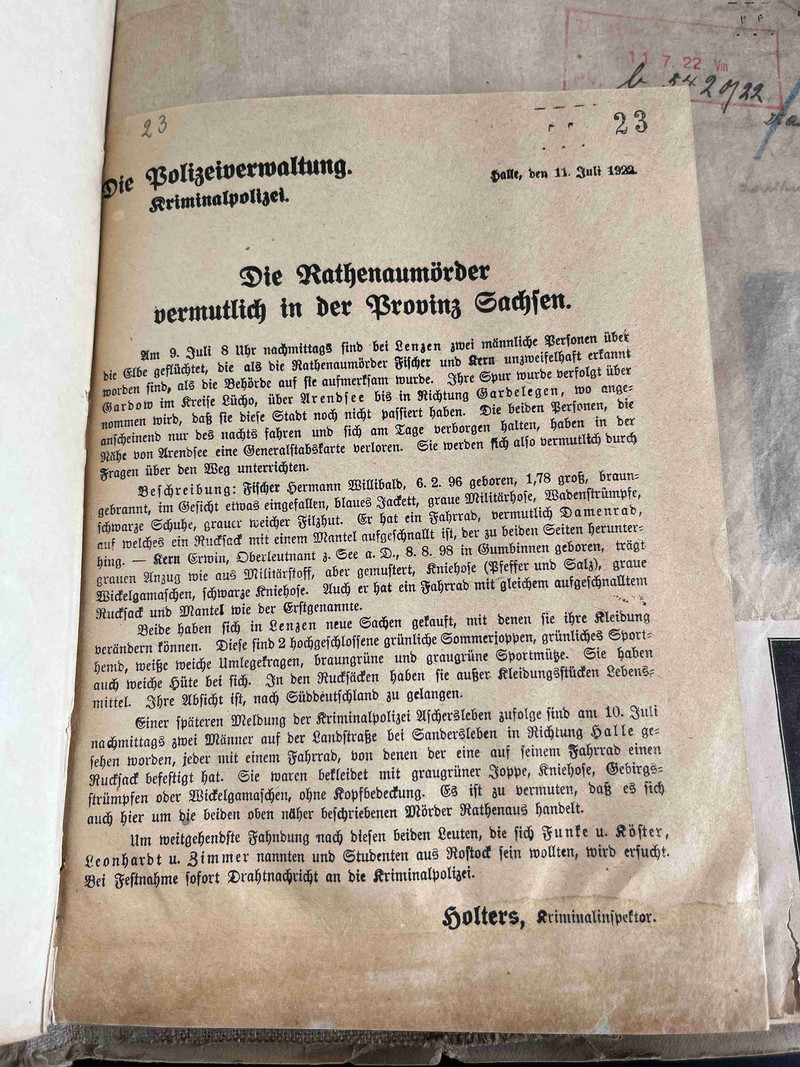 11. 7. 22. Vm
b 5420/22
23
23
Die Polizeiverwaltung.
Kriminalpolizei.
Halle, den 11. Juli 1922.
Die Rathenaumörder
vermutlich in der Provinz Sachsen.
Am 9. Juli 8 Uhr nachmittags sind bei Lenzen zwei männliche Personen über
die Elbe geflüchtet, die als die Rathenaumörder Fischer und Kern unzweifelhaft erkannt
worden sind, als die Behörde auf sie aufmerksam wurde. Ihre Spur wurde verfolgt über
Gardow im Kreise Lücho, über Arendsee bis in Richtung Gardelegen, wo ange-
nommen wird, daß sie diese Stadt noch nicht passiert haben. Die beiden Personen, die
anscheinend nur des nachts fahren und sich am Tage verborgen halten, haben in der
Nähe von Arendsee eine Generalstabskarte verloren. Sie werden sich also vermutlich durch
Fragen über den Weg unterrichten.
Beschreibung: Fischer Hermann Willibald, 6. 2. 96 geboren, 1,78 groß, braun-
gebrannt, im Gesicht etwas eingefallen, blaues Jackett, graue Militärhose, Wadenstrümpfe,
schwarze Schuhe, grauer weicher Filzhut. Er hat ein Fahrrad, vermutlich Damenrad,
auf welches ein Rucksack mit einem Mantel aufgeschnallt ist, der zu beiden Seiten herunter-
hing. — Kern Erwin, Oberleutnant z. See a. D., 8. 8. 98 in Gumbinnen geboren, trägt
grauen Anzug wie aus Militärstoff, aber gemustert, Kniehose (Pfeffer und Salz), graue
Wickelgamaschen, schwarze Kniehose. Auch er hat ein Fahrrad mit gleichem aufgeschnalltem
Rucksack und Mantel wie der Erstgenannte.
Beide haben sich in Lenzen neue Sachen gekauft, mit denen sie ihre Kleidung
verändern können. Diese sind 2 hochgeschlossene grünliche Sommerjoppen, grünliches Sport-
hemd, weiße weiche Umlegekragen, braungrüne und graugrüne Sportmütze. Sie haben
auch weiche Hüte bei sich. In den Rucksäcken haben sie außer Kleidungsstücken Lebens-
mittel. Ihre Absicht ist, nach Süddeutschland zu gelangen.
Einer späteren Meldung der Kriminalpolizei Aschersleben zufolge sind am 10. Juli
nachmittags zwei Männer auf der Landstraße bei Sandersleben in Richtung Halle ge-
sehen worden, jeder mit einem Fahrrad, von denen der eine auf seinem Fahrrad einen
Rucksack befestigt hat. Sie waren bekleidet mit graugrüner Joppe, Kniehose, Gebirgs-
strümpfen oder Wickelgamaschen, ohne Kopfbedeckung. Es ist zu vermuten, daß es sich
auch hier um die beiden oben näher beschriebenen Mörder Rathenaus handelt.
Um weitgehendste Fahndung nach diesen beiden Leuten, die sich Funke u. Köster,
Leonhardt u. Zimmer nannten und Studenten aus Rostock sein wollten, wird ersucht.
Bei Festnahme sofort Drahtnachricht an die Kriminalpolizei.
Holters, Kriminalinspektor.